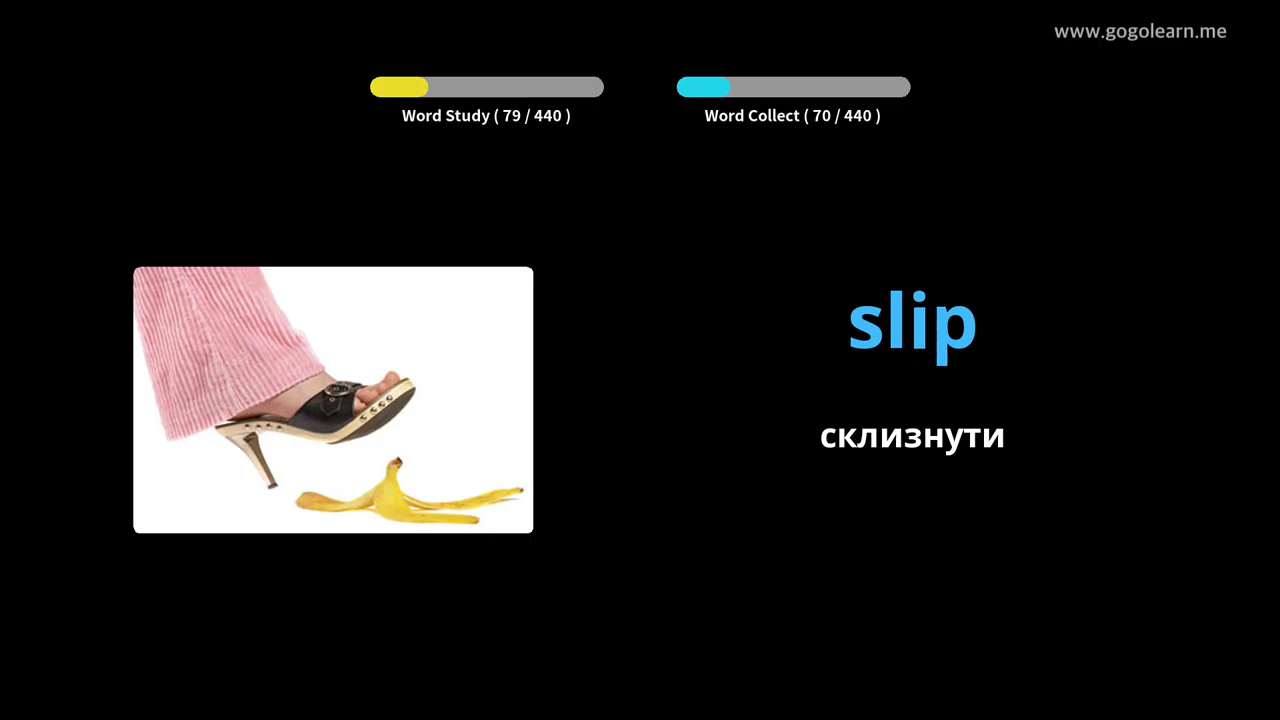 www.gogolearn.me
Word Study ( 79 / 440 )
Word Collect ( 70 / 440 )
slip
склизнути